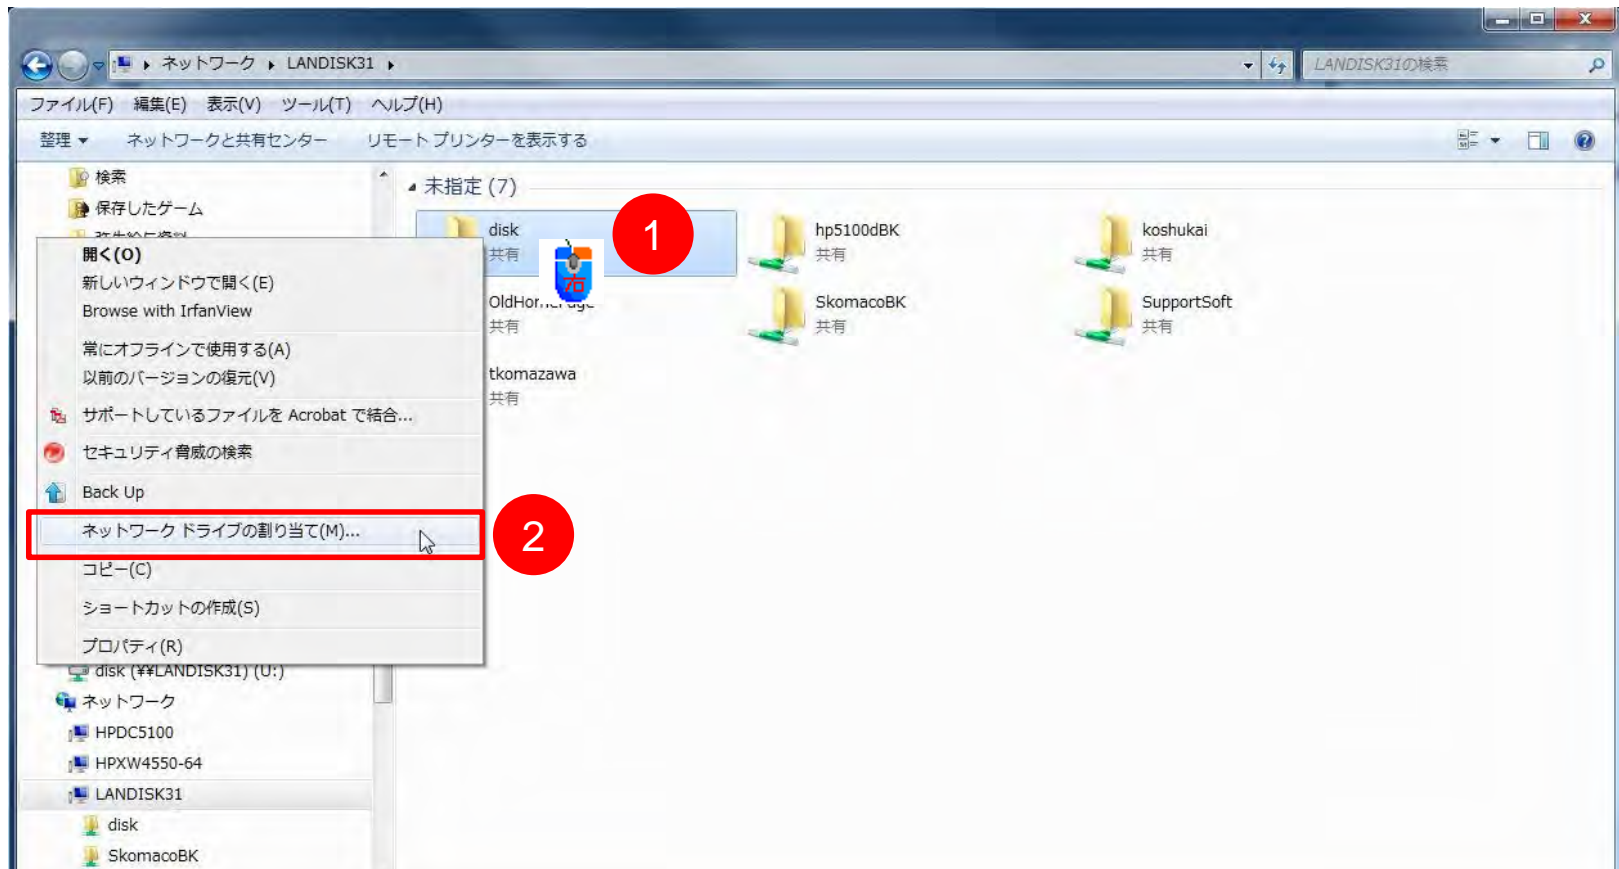 ネットワーク LANDISK31
LANDISK31の検索
ファイル(F) 編集(E) 表示(V) ツール(T) ヘルプ(H)
整理 ネットワークと共有センター リモート プリンターを表示する
検索
保存したゲーム
開く(O)
新しいウィンドウで開く(E)
Browse with IrfanView
常にオフラインで使用する(A)
以前のバージョンの復元(V)
サポートしているファイルを Acrobat で結合...
セキュリティ脅威の検索
Back Up
ネットワーク ドライブの割り当て(M)...
2
コピー(C)
ショートカットの作成(S)
プロパティ(R)
disk (¥¥LANDISK31) (U:)
ネットワーク
HPDC5100
HPXW4550-64
LANDISK31
disk
SkomacoBK
未指定 (7)
disk
共有
右
1
hp5100dBK
共有
koshukai
共有
共有
SkomacoBK
共有
SupportSoft
共有
tkomazawa
共有